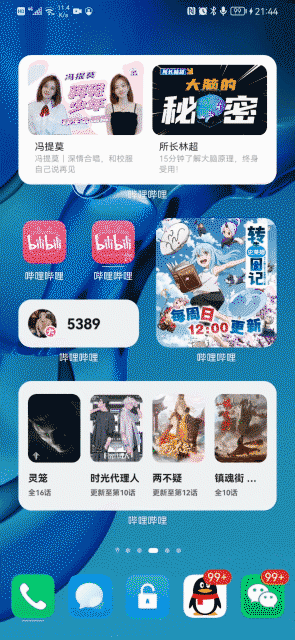 11.4
K/s
99
21:44
冯提莫
所长林超
大脑的
秘密
冯提莫
冯提莫|深情合唱,和校服
自己说再见
所长林超
15分钟了解大脑原理,终身
受用!
哔哩哔哩
bilibili
bilibili
哔哩哔哩
哔哩哔哩
5389
哔哩哔哩
转
史莱姆
日记
每周日
12:00更新
哔哩哔哩
灵笼
全16话
时光代理人
更新至第10话
两不疑
更新至第12话
镇魂街 ...
全10话
哔哩哔哩
99+
99+